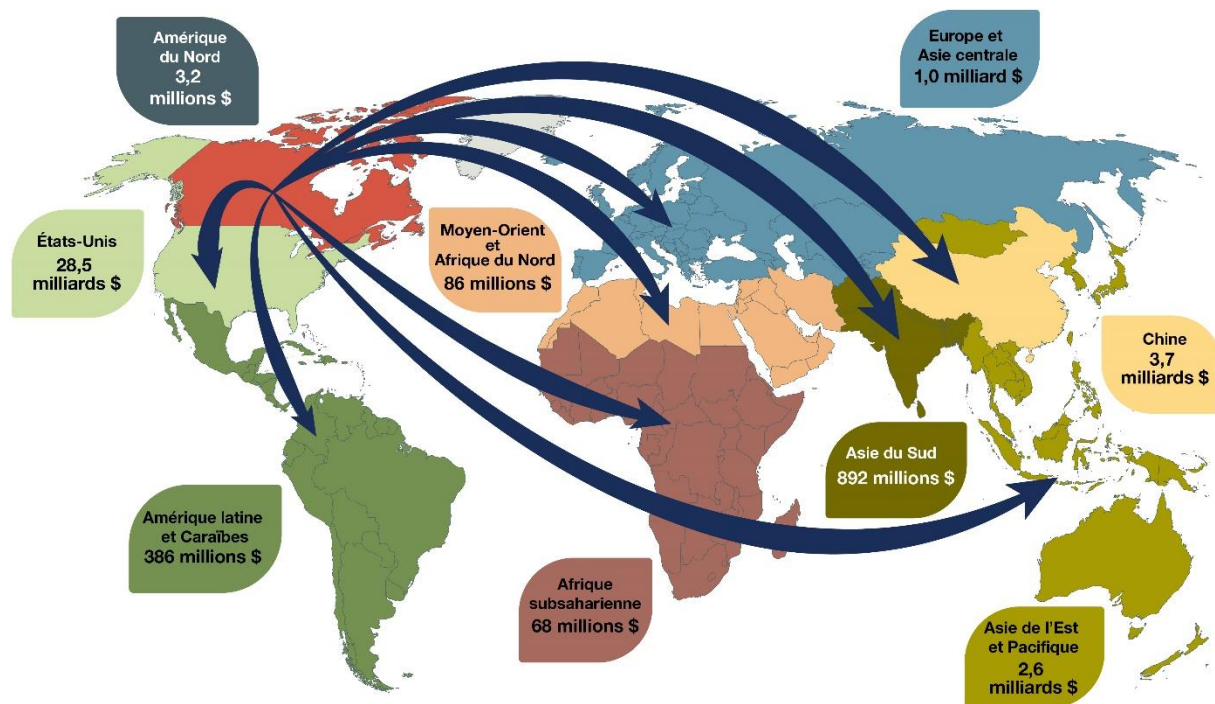 Amérique
du Nord
3,2
millions $
Europe et
Asie centrale
1,0 milliard $
États-Unis
28,5
milliards $
Moyen-Orient
et
Afrique du Nord
86 millions $
Chine
3,7
milliards $
Asie du Sud
892 millions $
Amérique latine
et Caraïbes
386 millions $
Afrique
subsaharienne
68 millions $
Asie de l'Est
et Pacifique
2,6
milliards $